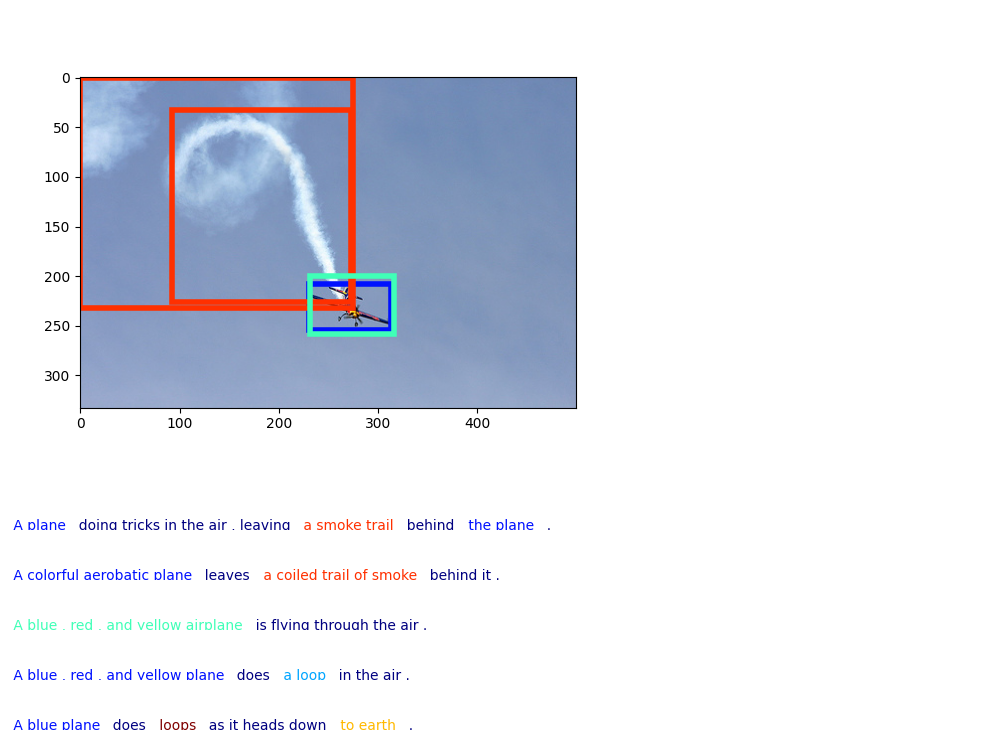 0
50
100
150
200
250
300
0 100 200 300 400
A plane doing tricks in the air , leaving a smoke trail behind the plane .
A colorful aerobatic plane leaves a coiled trail of smoke behind it .
A blue , red , and yellow airplane is flying through the air .
A blue , red , and yellow plane does a loop in the air .
A blue plane does loops as it heads down to earth .